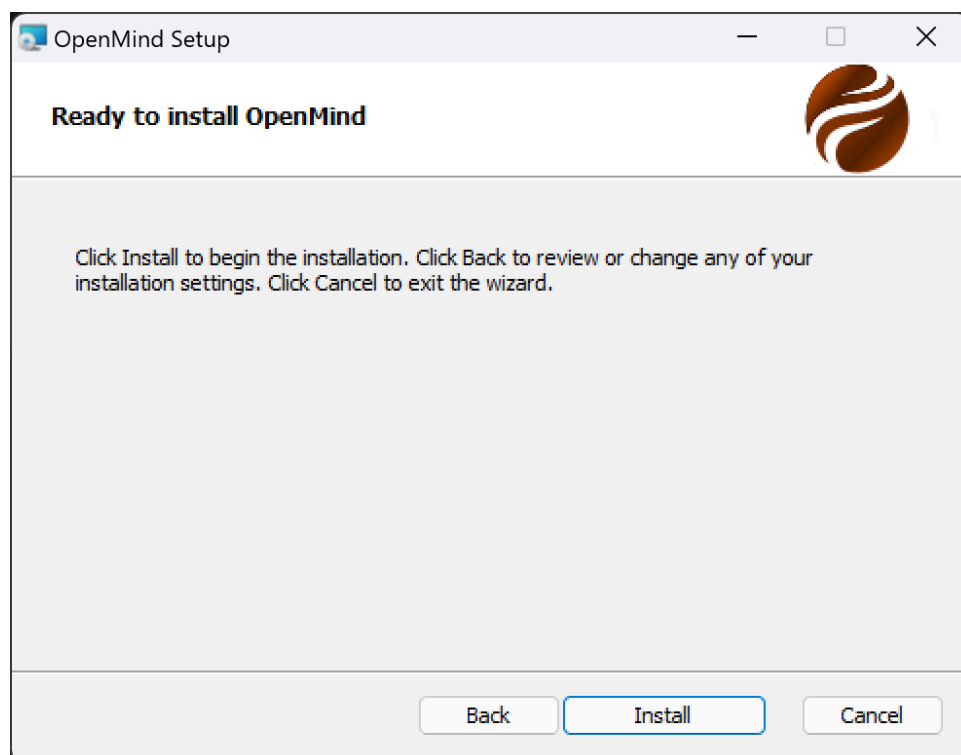 OpenMind Setup
Ready to install OpenMind
Click Install to begin the installation. Click Back to review or change any of your
installation settings. Click Cancel to exit the wizard.
Back Install Cancel